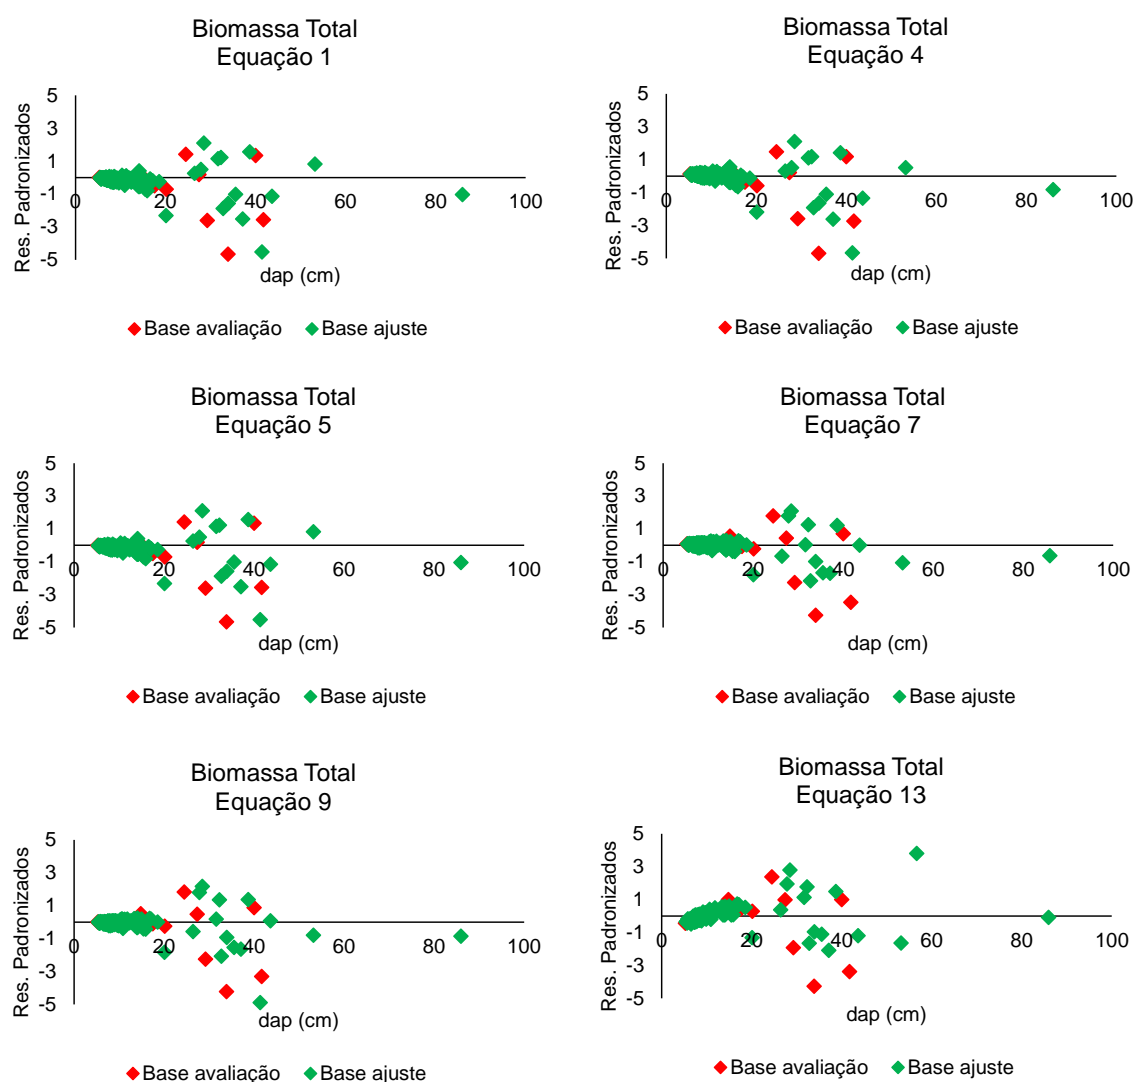 Biomassa Total
Equação 1
5
3
1
-1
-3
-5
0
20
40
60
80
100
Res. Padronizados
dap (cm)
Base avaliação
Base ajuste
Biomassa Total
Equação 4
5
3
1
-1
-3
-5
0
20
40
60
80
100
Res. Padronizados
dap (cm)
Base avaliação
Base ajuste
Biomassa Total
Equação 5
5
3
1
-1
-3
-5
0
20
40
60
80
100
Res. Padronizados
dap (cm)
Base avaliação
Base ajuste
Biomassa Total
Equação 7
5
3
1
-1
-3
-5
0
20
40
60
80
100
Res. Padronizados
dap (cm)
Base avaliação
Base ajuste
Biomassa Total
Equação 9
5
3
1
-1
-3
-5
0
20
40
60
80
100
Res. Padronizados
dap (cm)
Base avaliação
Base ajuste
Biomassa Total
Equação 13
5
3
1
-1
-3
-5
0
20
40
60
80
100
Res. Padronizados
dap (cm)
Base avaliação
Base ajuste